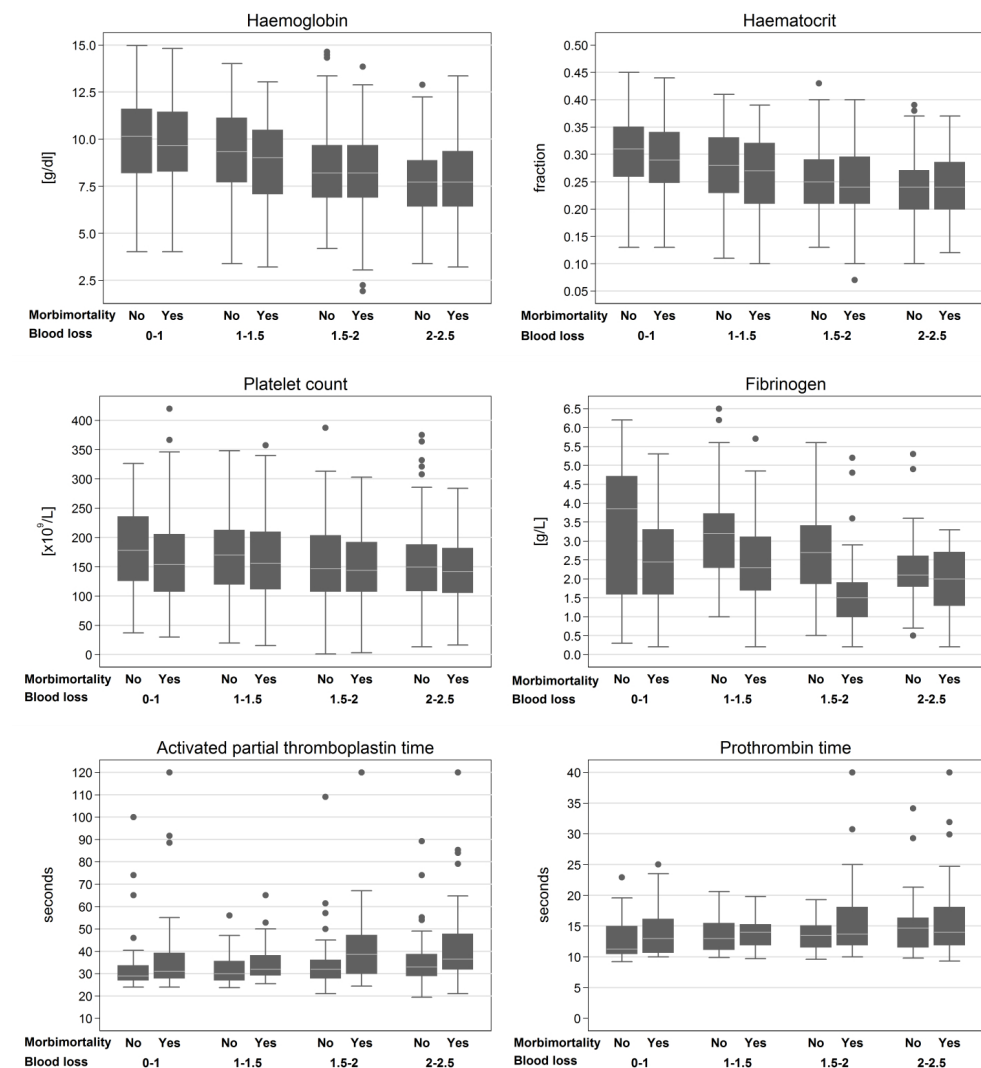 Haemoglobin
[g/dl]
15.0
12.5
10.0
7.5
5.0
2.5
Morbimortality No Yes No Yes No Yes No Yes
Blood loss 0-1 1-1.5 1.5-2 2-2.5
Haematocrit
fraction
0.50
0.45
0.40
0.35
0.30
0.25
0.20
0.15
0.10
0.05
Morbimortality No Yes No Yes No Yes No Yes
Blood loss 0-1 1-1.5 1.5-2 2-2.5
Platelet count
[x10⁹/L]
400
350
300
250
200
150
100
50
0
Morbimortality No Yes No Yes No Yes No Yes
Blood loss 0-1 1-1.5 1.5-2 2-2.5
Fibrinogen
[g/L]
6.5
6.0
5.5
5.0
4.5
4.0
3.5
3.0
2.5
2.0
1.5
1.0
0.5
0.0
Morbimortality No Yes No Yes No Yes No Yes
Blood loss 0-1 1-1.5 1.5-2 2-2.5
Activated partial thromboplastin time
seconds
120
110
100
90
80
70
60
50
40
30
20
10
Morbimortality No Yes No Yes No Yes No Yes
Blood loss 0-1 1-1.5 1.5-2 2-2.5
Prothrombin time
seconds
40
35
30
25
20
15
10
5
0
Morbimortality No Yes No Yes No Yes No Yes
Blood loss 0-1 1-1.5 1.5-2 2-2.5